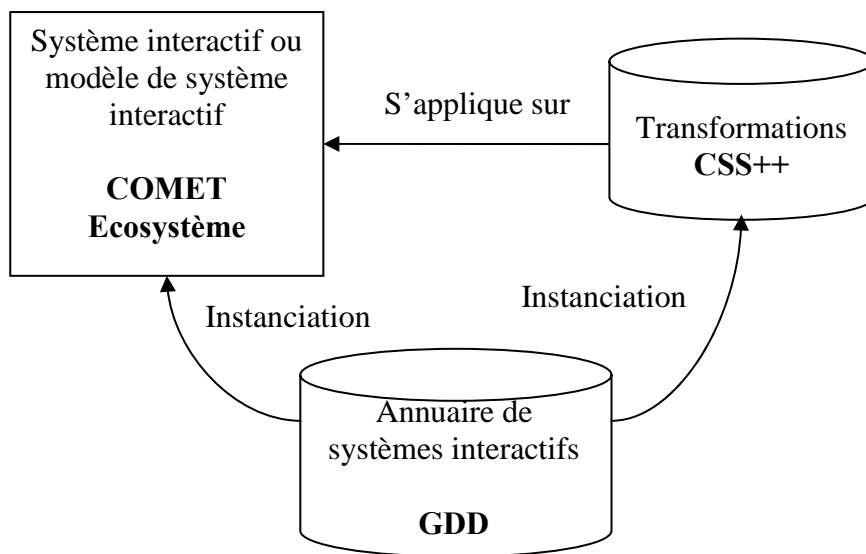 Système interactif ou
modèle de système
interactif
COMET
Ecosystème
S’applique sur
Transformations
CSS++
Instanciation
Instanciation
Annuaire de
systèmes interactifs
GDD